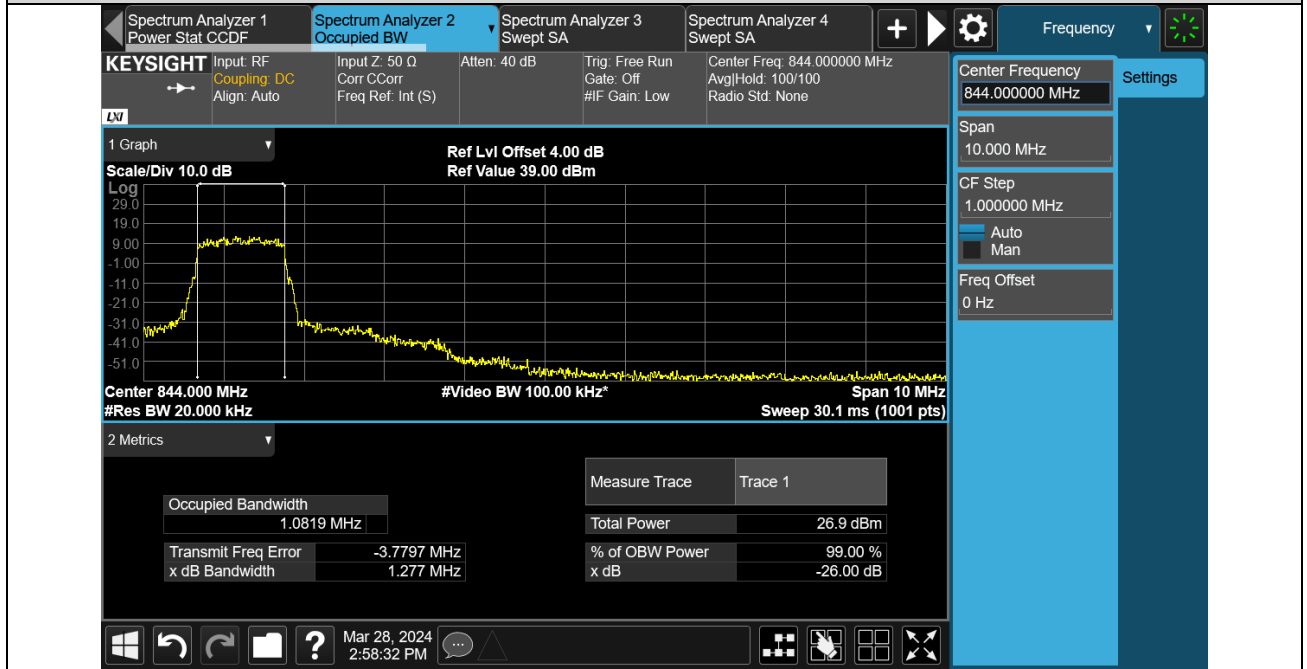 Spectrum Analyzer 1
Power Stat CCDF
Spectrum Analyzer 2
Occupied BW
Spectrum Analyzer 3
Swept SA
Spectrum Analyzer 4
Swept SA
+
Frequency
KEYSIGHT
LXI
Input: RF
Coupling: DC
Align: Auto
Input Z: 50 Ω
Corr CCorr
Freq Ref: Int (S)
Atten: 40 dB
Trig: Free Run
Gate: Off
#IF Gain: Low
Center Freq: 844.000000 MHz
Avg|Hold: 100/100
Radio Std: None
Center Frequency
844.000000 MHz
Settings
Span
10.000 MHz
CF Step
1.000000 MHz
Auto
Man
Freq Offset
0 Hz
1 Graph
Scale/Div 10.0 dB
Ref Lvl Offset 4.00 dB
Ref Value 39.00 dBm
Log
29.0
19.0
9.00
-1.00
-11.0
-21.0
-31.0
-41.0
-51.0
Center 844.000 MHz
#Video BW 100.00 kHz*
Span 10 MHz
#Res BW 20.000 kHz
Sweep 30.1 ms (1001 pts)
2 Metrics
Measure Trace Trace 1
Occupied Bandwidth
1.0819 MHz
Total Power 26.9 dBm
Transmit Freq Error -3.7797 MHz
% of OBW Power 99.00 %
x dB Bandwidth 1.277 MHz
x dB -26.00 dB
?
Mar 28, 2024
2:58:32 PM